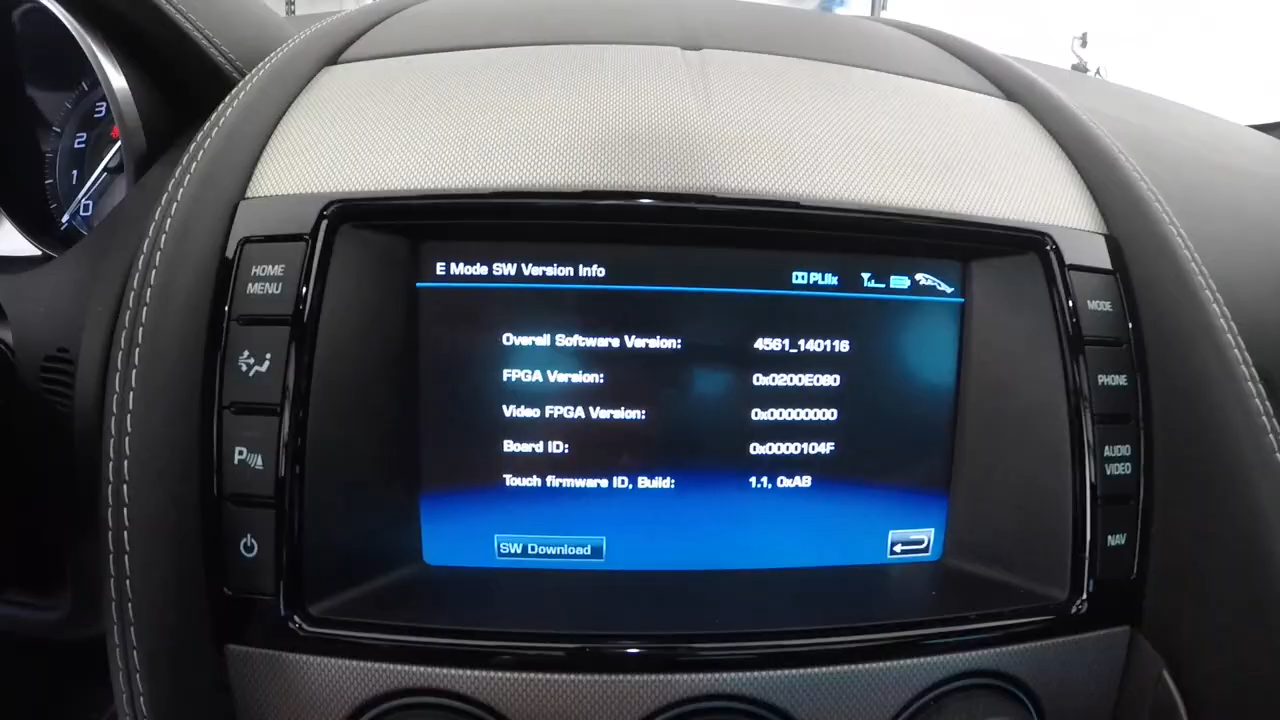 3
2
1
0
HOME
MENU
P
E Mode SW Version Info
PLIIx
Overall Software Version: 4561_140116
FPGA Version: 0x0200E080
Video FPGA Version: 0x00000000
Board ID: 0x0000104F
Touch firmware ID, Build: 1.1, 0xAB
SW Download
MODE
PHONE
AUDIO
VIDEO
NAV